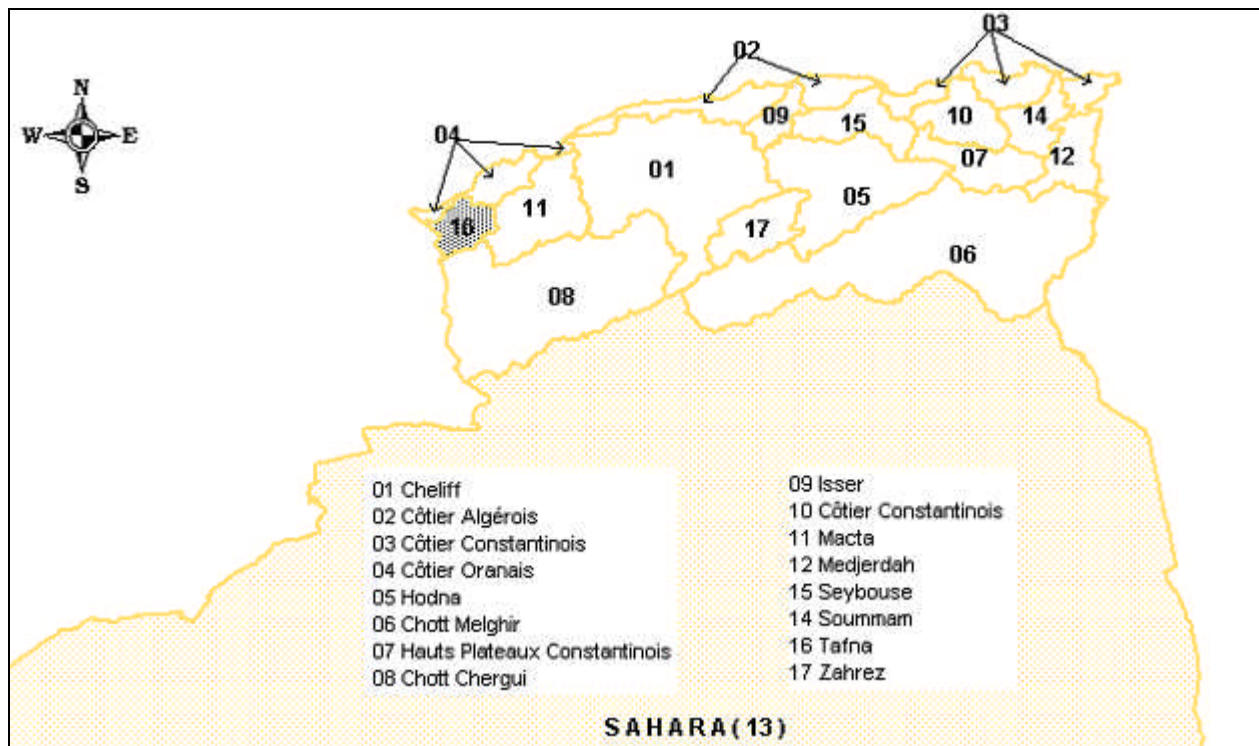 03
02
N
W E
S
04
09
15
10
14
12
01
07
16
11
05
17
06
08
01 Cheliff
02 Côtier Algérois
03 Côtier Constantinois
04 Côtier Oranais
05 Hodna
06 Chott Melghir
07 Hauts Plateaux Constantinois
08 Chott Chergui
09 Isser
10 Côtier Constantinois
11 Macta
12 Medjerdah
15 Seybouse
14 Soummam
16 Tafna
17 Zahrez
SAHARA(13)